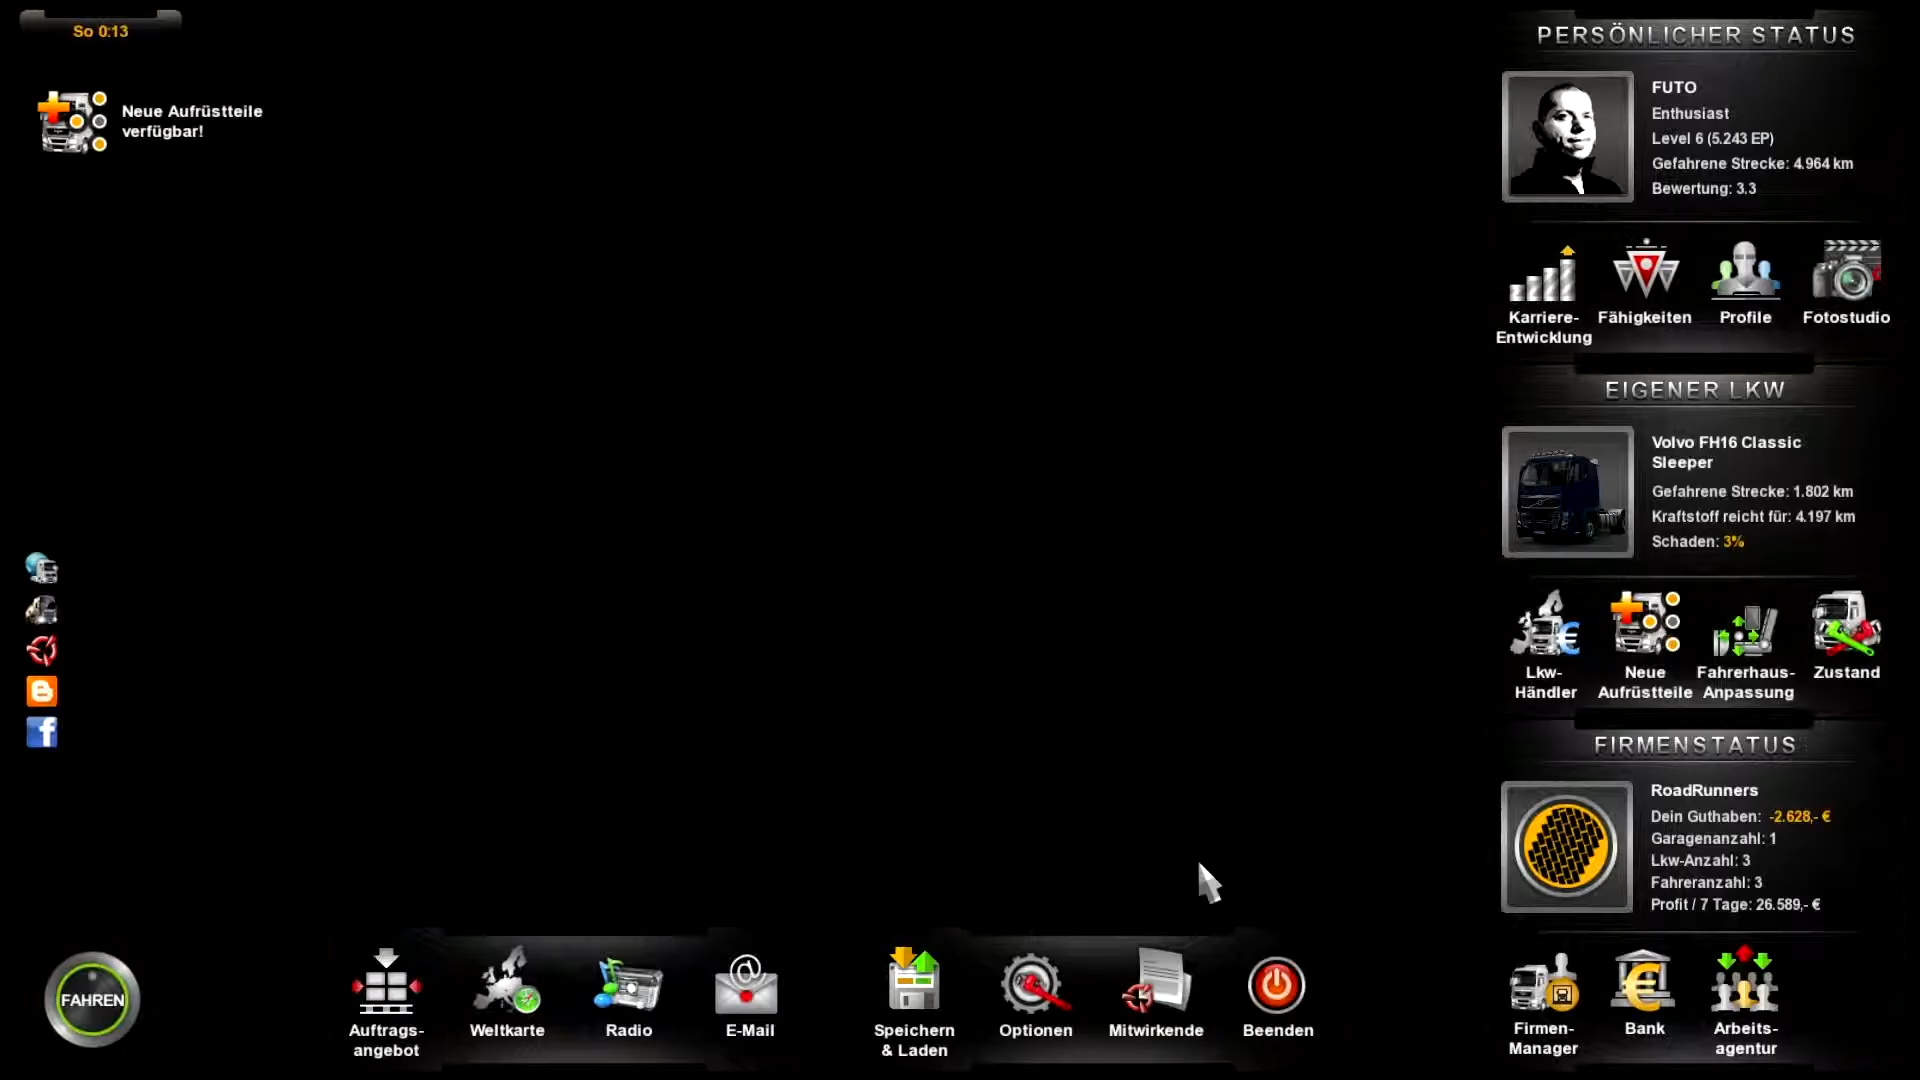 So 0:13
Neue Aufrüstteile
verfügbar!
FAHREN
Auftrags-
angebot
Weltkarte
Radio
E-Mail
Speichern
& Laden
Optionen
Mitwirkende
Beenden
PERSÖNLICHER STATUS
FUTO
Enthusiast
Level 6 (5.243 EP)
Gefahrene Strecke: 4.964 km
Bewertung: 3.3
Karriere-
Entwicklung
Fähigkeiten
Profile
Fotostudio
EIGENER LKW
Volvo FH16 Classic
Sleeper
Gefahrene Strecke: 1.802 km
Kraftstoff reicht für: 4.197 km
Schaden: 3%
Lkw-
Händler
Neue
Aufrüstteile
Fahrerhaus-
Anpassung
Zustand
FIRMENSTATUS
RoadRunners
Dein Guthaben: -2.628,- €
Garagenanzahl: 1
Lkw-Anzahl: 3
Fahreranzahl: 3
Profit / 7 Tage: 26.589,- €
Firmen-
Manager
Bank
Arbeits-
agentur